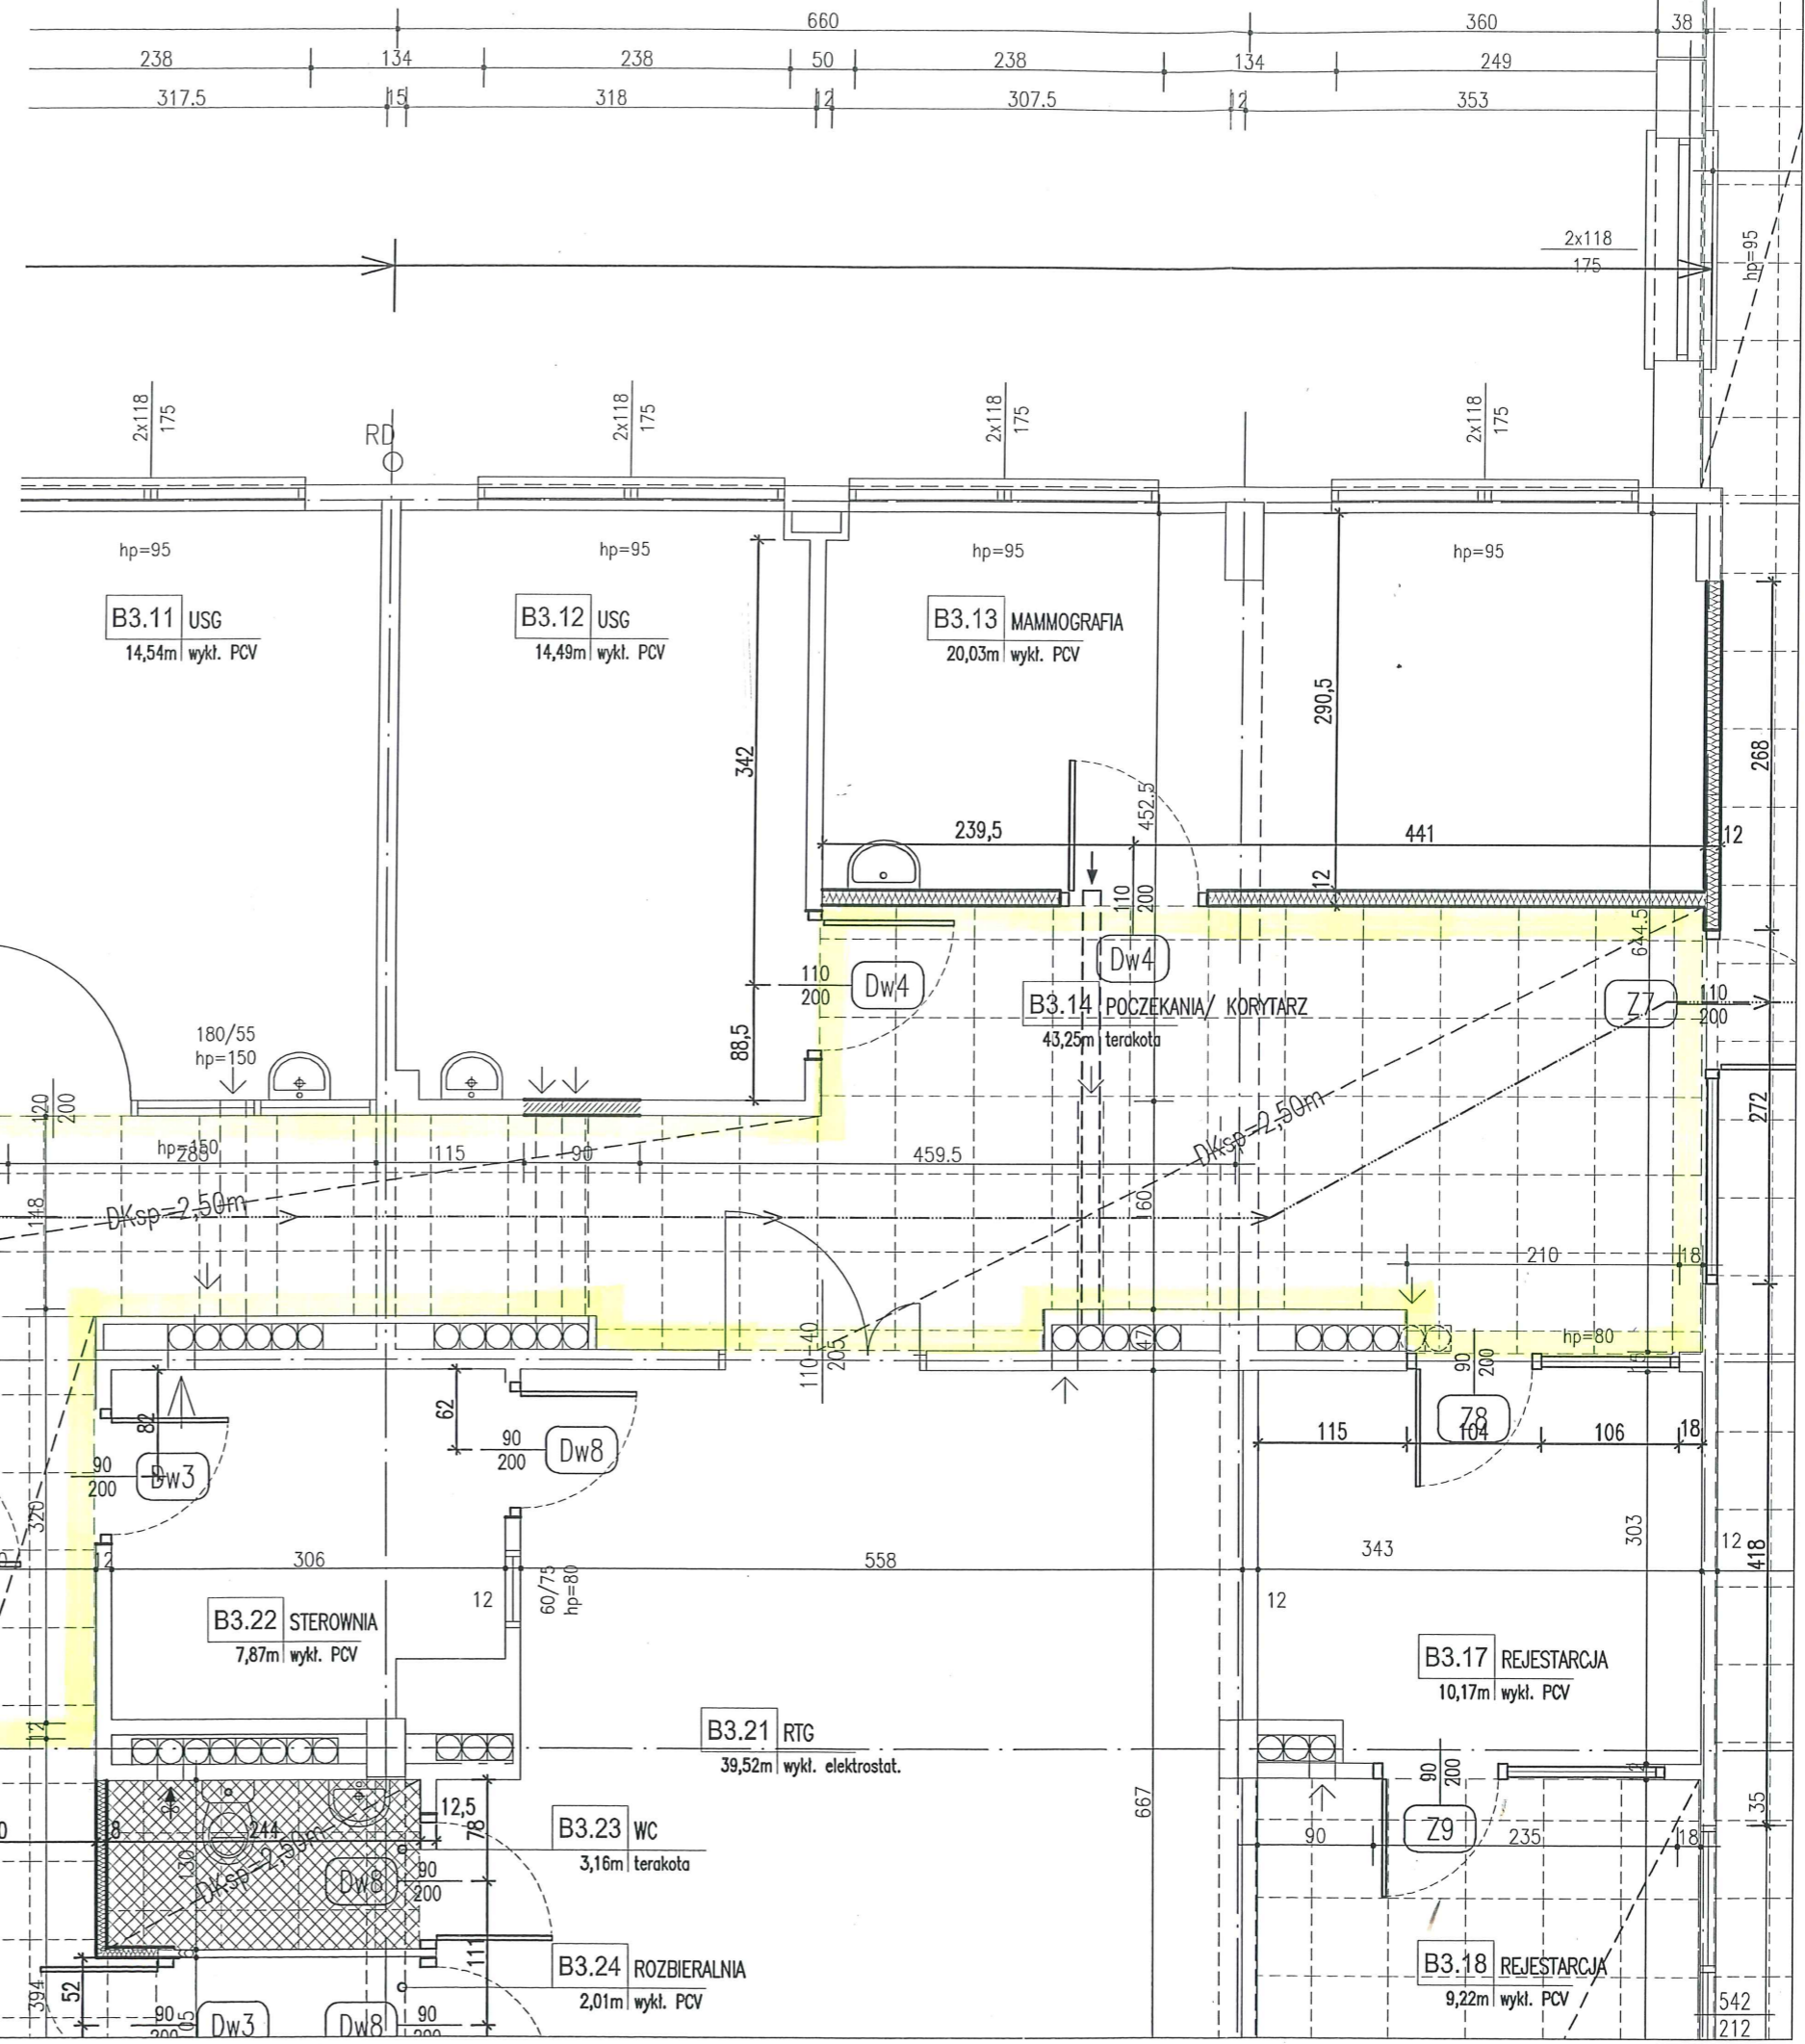 660 360 38
238 134 238 50 238 134 249
317.5 15 318 12 307.5 12 353
2x118
175
hp=95
2x118
175
RD
2x118
175
2x118
175
2x118
175
hp=95
hp=95
hp=95
hp=95
B3.11 USG
14,54m wykł. PCV
B3.12 USG
14,49m wykł. PCV
B3.13 MAMMOGRAFIA
20,03m wykł. PCV
290,5
342
268
452.5
239,5
441
12
12
110
200
644.5
Dw4
110
200
Dw4
B3.14 POCZEKANIA/ KORYTARZ
43,25m terakota
Z7
110
200
180/55
hp=150
88,5
120
200
272
DKsp=2,50m
hp=150
285
115
90
459.5
148
DKsp=2,50m
160
210
18
47
110-40
205
hp=80
90
200
15
82
62
90
200
Dw8
Z8
115
104
106
18
90
200
Dw3
320
303
12
306
558
343
12
418
60/75
hp=80
12
12
B3.22 STEROWNIA
7,87m wykł. PCV
B3.17 REJESTARCJA
10,17m wykł. PCV
B3.21 RTG
39,52m wykł. elektrostat.
12
90
200
667
35
12,5
78
B3.23 WC
3,16m terakota
8
244
130
DKsp=2,50m
Dw8
90
200
90
Z9
235
18
111
B3.24 ROZBIERALNIA
2,01m wykł. PCV
B3.18 REJESTARCJA
9,22m wykł. PCV
394
52
90
200
Dw3
Dw8
90
200
542
212